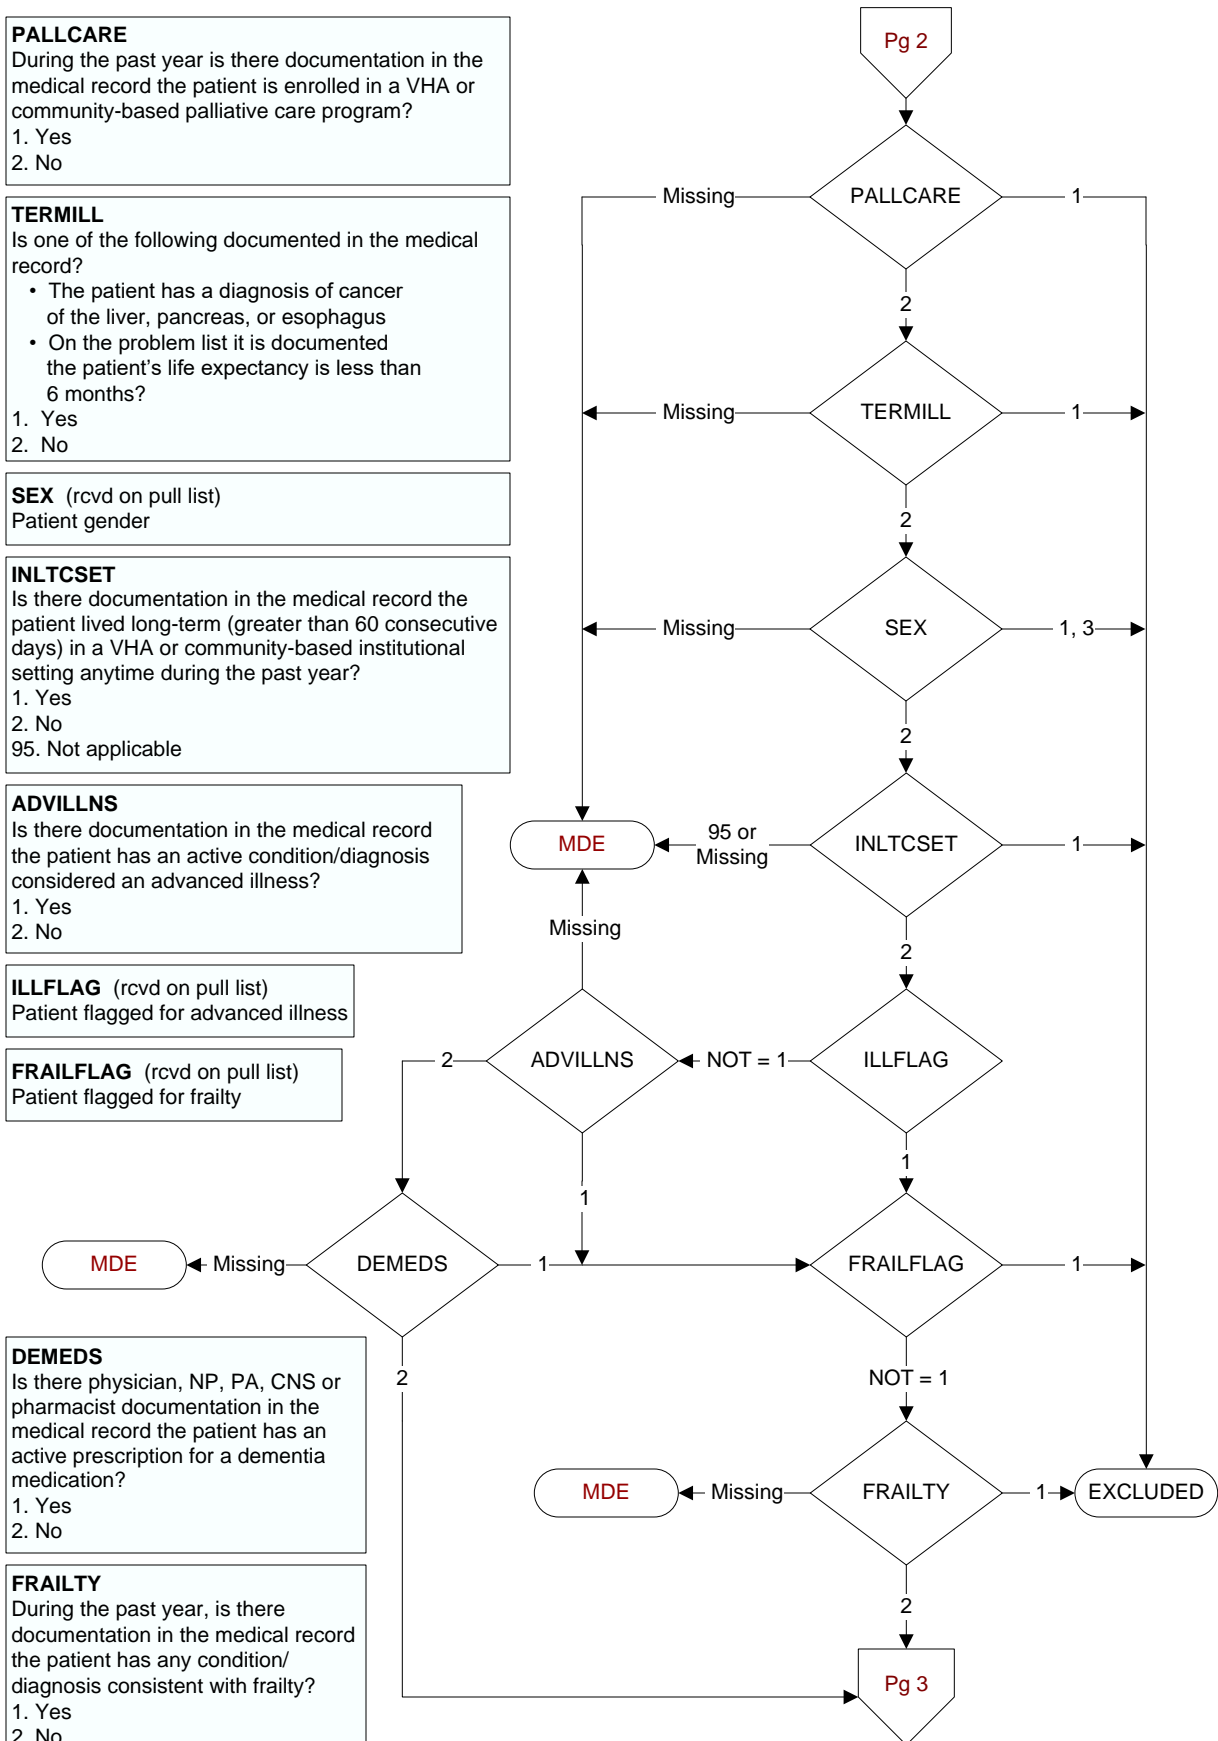 PALLCARE
During the past year is there documentation in the
medical record the patient is enrolled in a VHA or
community-based palliative care program?
1. Yes
2. No
TERMILL
Is one of the following documented in the medical
record?
• The patient has a diagnosis of cancer
of the liver, pancreas, or esophagus
• On the problem list it is documented
the patient’s life expectancy is less than
6 months?
1. Yes
2. No
SEX (rcvd on pull list)
Patient gender
INLTCSET
Is there documentation in the medical record the
patient lived long-term (greater than 60 consecutive
days) in a VHA or community-based institutional
setting anytime during the past year?
1. Yes
2. No
95. Not applicable
ADVILLNS
Is there documentation in the medical record
the patient has an active condition/diagnosis
considered an advanced illness?
1. Yes
2. No
ILLFLAG (rcvd on pull list)
Patient flagged for advanced illness
FRAILFLAG (rcvd on pull list)
Patient flagged for frailty
DEMEDS
Is there physician, NP, PA, CNS or
pharmacist documentation in the
medical record the patient has an
active prescription for a dementia
medication?
1. Yes
2. No
FRAILTY
During the past year, is there
documentation in the medical record
the patient has any condition/
diagnosis consistent with frailty?
1. Yes
2. No
Pg 2
Missing
PALLCARE
1
2
Missing
TERMILL
1
2
Missing
SEX
1, 3
2
MDE
95 or
Missing
INLTCSET
1
Missing
2
2
ADVILLNS
NOT = 1
ILLFLAG
1
1
MDE
Missing
DEMEDS
1
FRAILFLAG
1
2
NOT = 1
MDE
Missing
FRAILTY
1
EXCLUDED
2
Pg 3